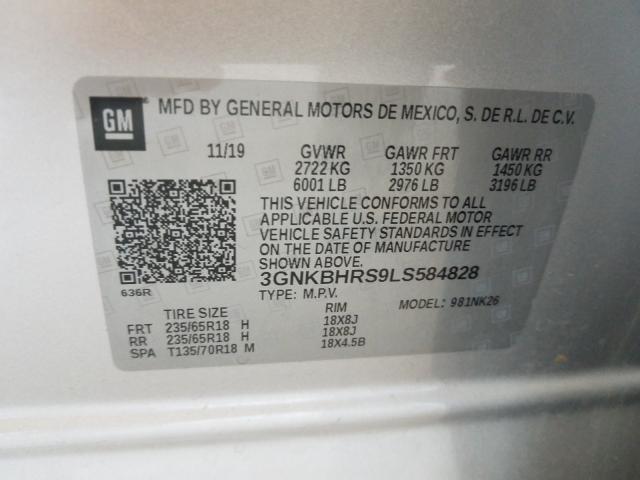 GM MFD BY GENERAL MOTORS DE MEXICO, S. DE R.L. DE C.V.
11/19 GVWR GAWR FRT GAWR RR
2722 KG 1350 KG 1450 KG
6001 LB 2976 LB 3196 LB
THIS VEHICLE CONFORMS TO ALL
APPLICABLE U.S. FEDERAL MOTOR
VEHICLE SAFETY STANDARDS IN EFFECT
ON THE DATE OF MANUFACTURE
SHOWN ABOVE.
3GNKBHRS9LS584828
636R TYPE: M.P.V. MODEL: 981NK26
TIRE SIZE RIM
FRT 235/65R18 H 18X8J
RR 235/65R18 H 18X8J
SPA T135/70R18 M 18X4.5B